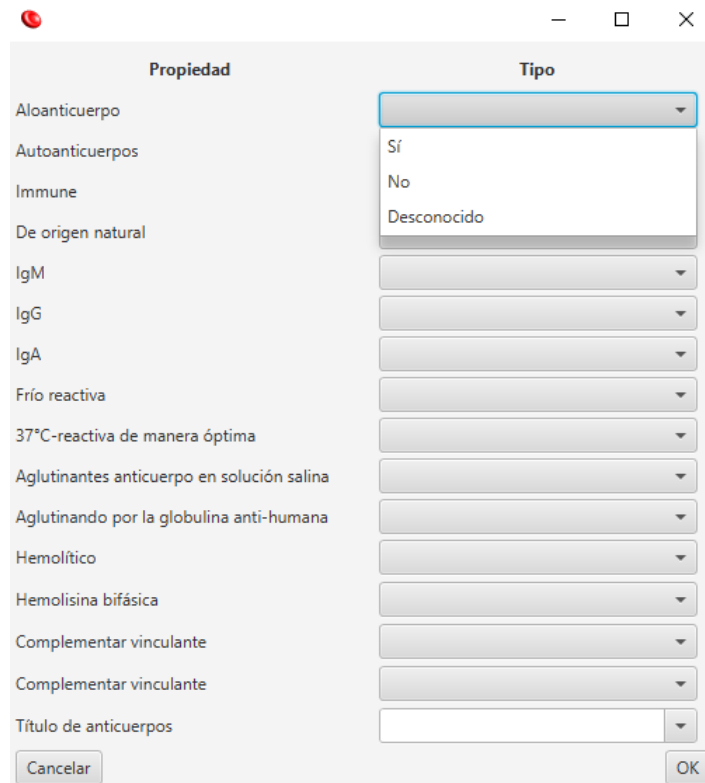 Propiedad Tipo
Aloanticuerpo
Autoanticuerpos
Sí
Immune
No
De origen natural
Desconocido
IgM
IgG
IgA
Frío reactiva
37°C-reactiva de manera óptima
Aglutinantes anticuerpo en solución salina
Aglutinando por la globulina anti-humana
Hemolítico
Hemolisina bifásica
Complementar vinculante
Complementar vinculante
Título de anticuerpos
Cancelar OK